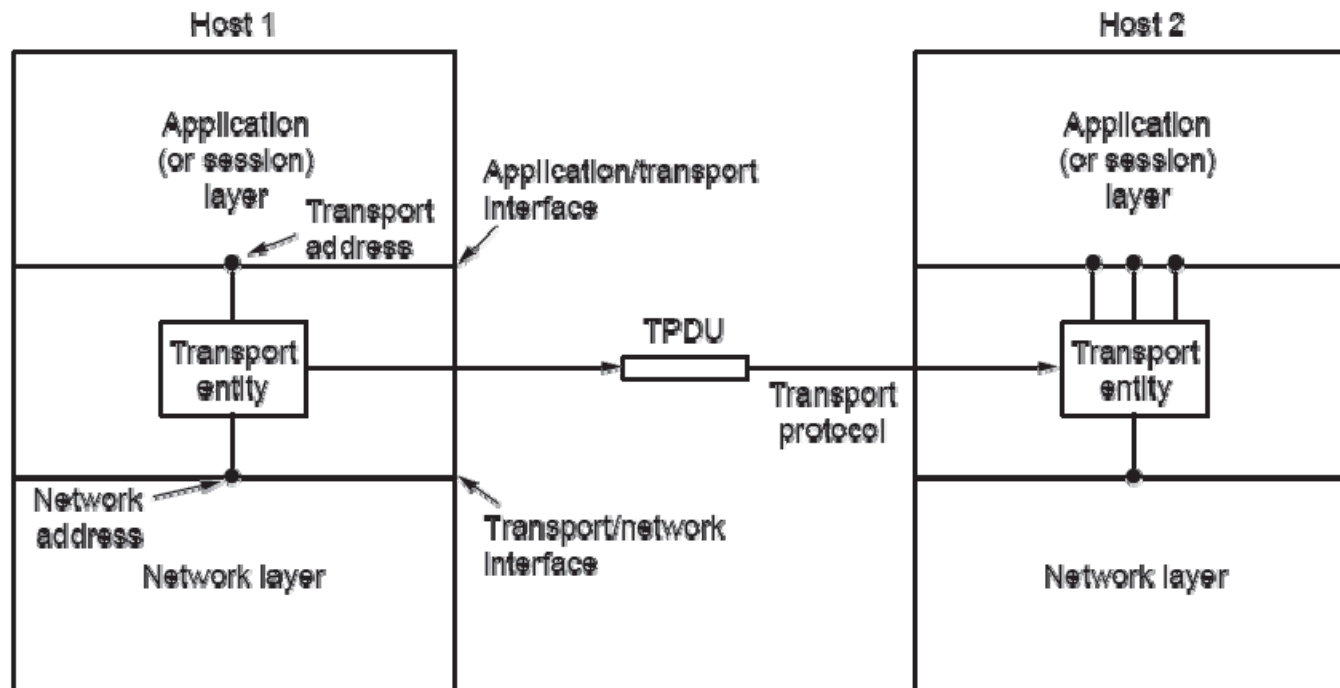 Host 1
Host 2
Application
(or session)
layer
Transport
address
Application/transport
Interface
Application
(or session)
layer
TPDU
Transport
entity
Transport
protocol
Transport
entity
Network
address
Transport/network
Interface
Network layer
Network layer